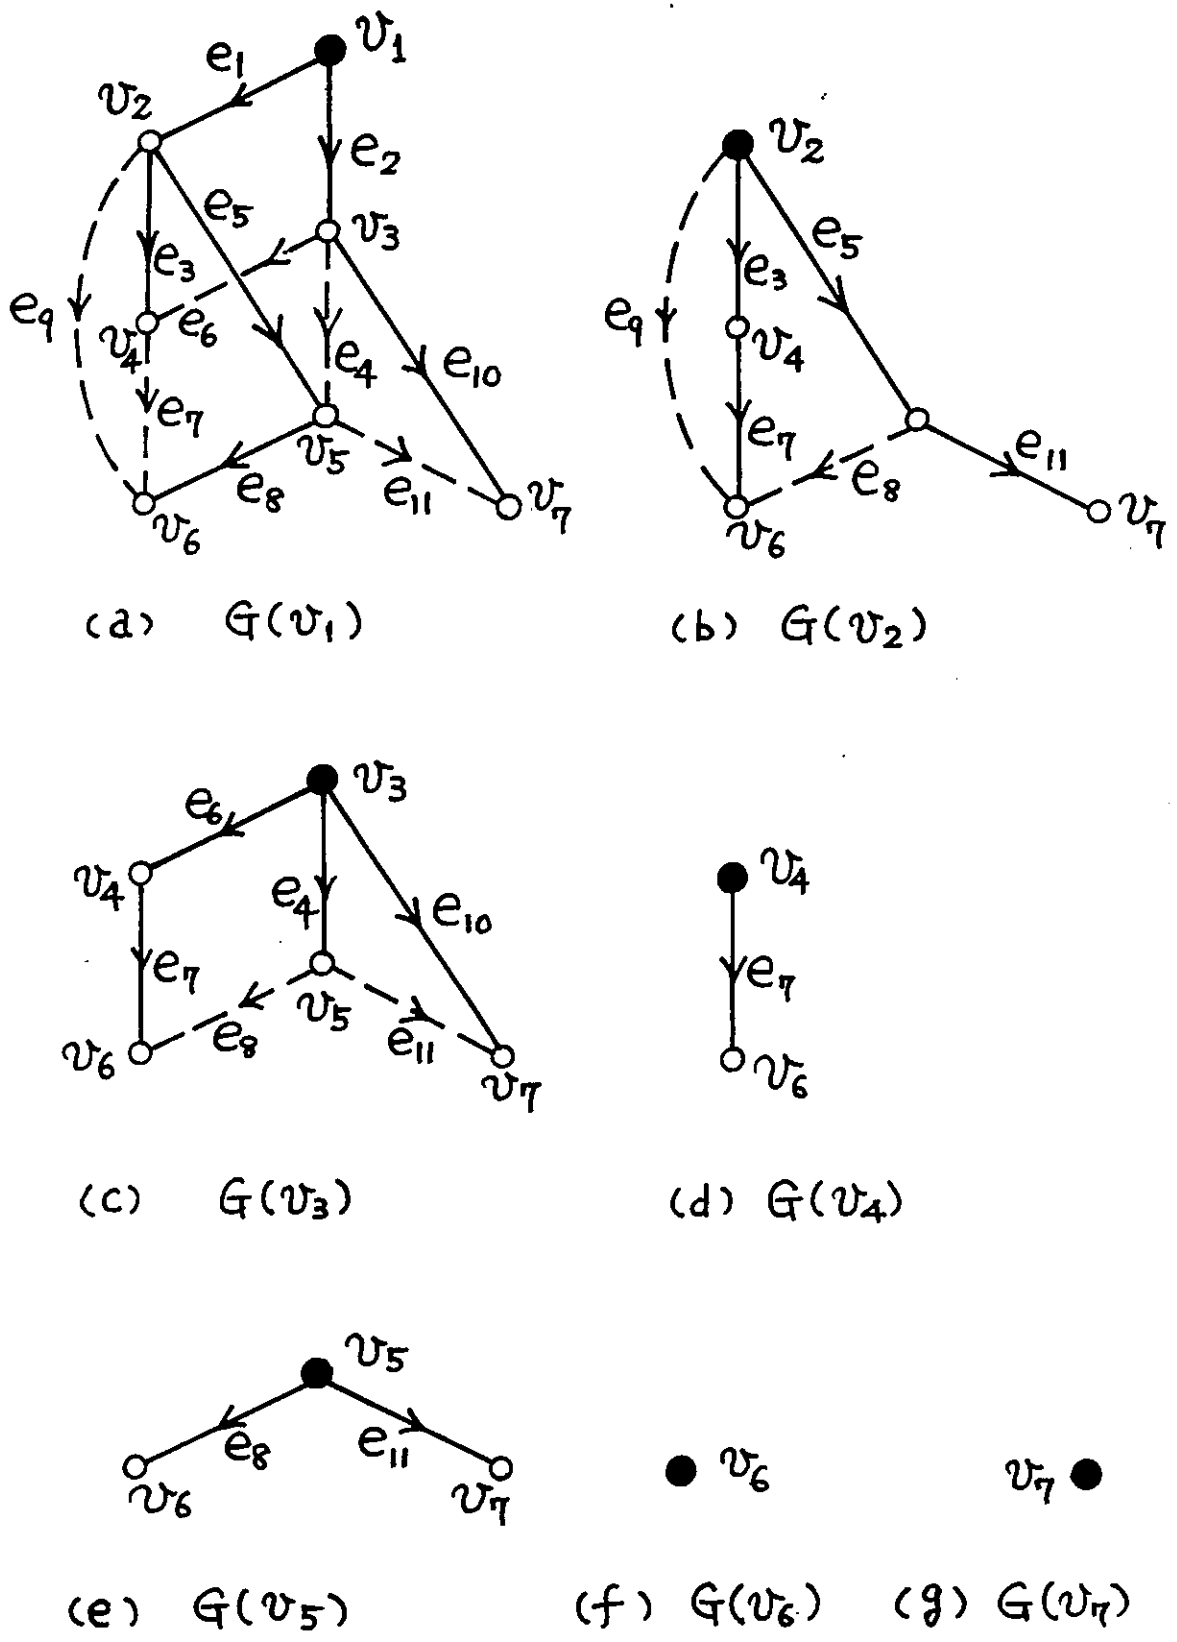 v1
e1
v2
e2
e5
v3
e3
e9
e6
v4
e4
e10
e7
v5
e8
e11
v6
v7
(a) G(v1)
v2
e5
e3
e9
v4
e7
e11
e8
v6
v7
(b) G(v2)
v3
e6
v4
e4
e10
e7
v5
e8
e11
v6
v7
(c) G(v3)
v4
e7
v6
(d) G(v4)
v5
e8
e11
v6
v7
(e) G(v5)
v6
(f) G(v6)
v7
(g) G(v7)